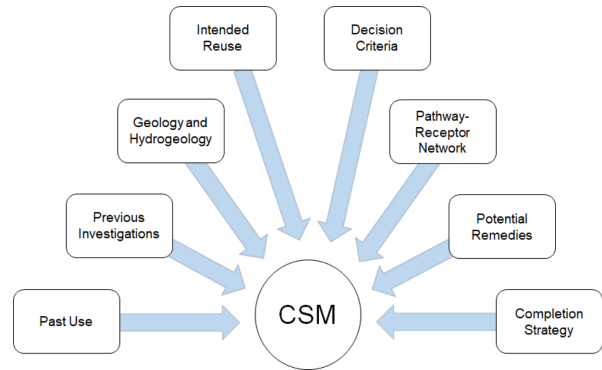 Intended
Reuse
Decision
Criteria
Geology and
Hydrogeology
Pathway-
Receptor
Network
Previous
Investigations
Potential
Remedies
Past Use
CSM
Completion
Strategy